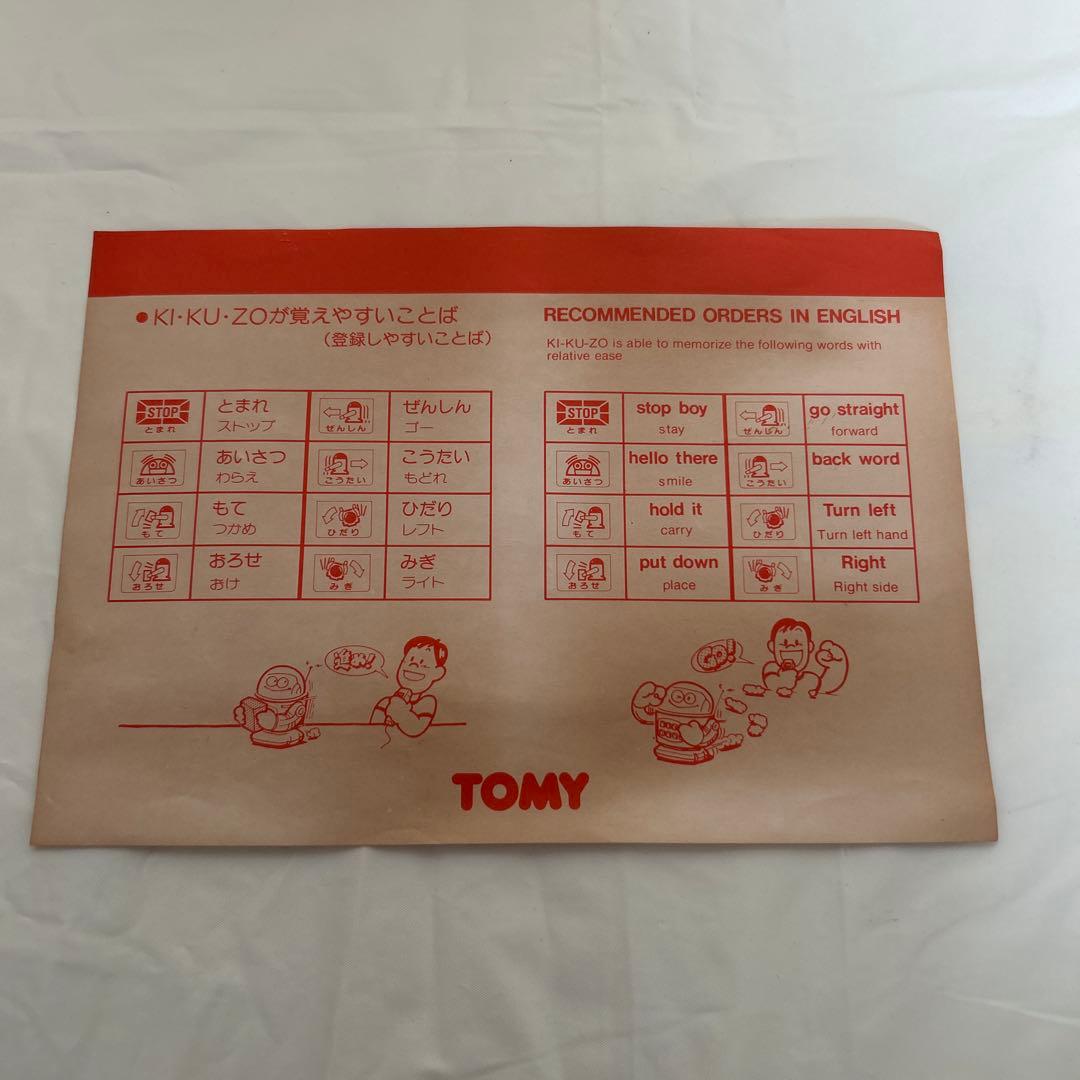 ●KI・KU・ZOが覚えやすいことば
(登録しやすいことば)
STOP
とまれ
とまれ
ストップ
ぜんしん
ぜんしん
ゴー
あいさつ
あいさつ
わらえ
こうたい
こうたい
もどれ
もて
もて
つかめ
ひだり
ひだり
レフト
おろせ
おろせ
おけ
みぎ
みぎ
ライト
進め!
RECOMMENDED ORDERS IN ENGLISH
KI-KU-ZO is able to memorize the following words with
relative ease
STOP
とまれ
stop boy
stay
ぜんしん
go straight
forward
あいさつ
hello there
smile
こうたい
back word
もて
hold it
carry
ひだり
Turn left
Turn left hand
おろせ
put down
place
みぎ
Right
Right side
GO!
TOMY